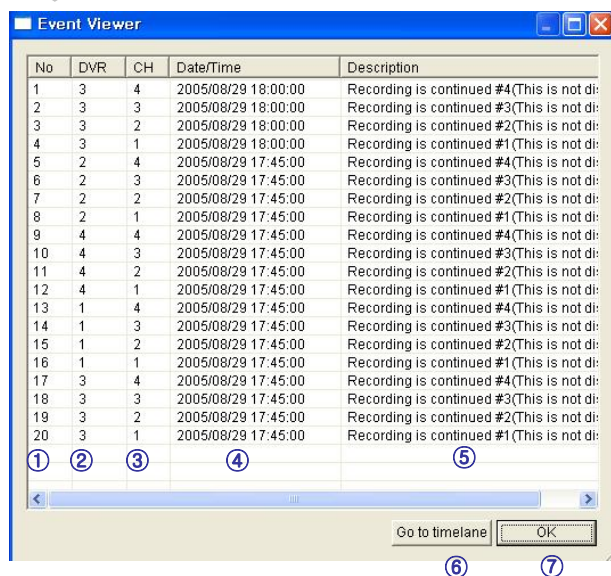 Event Viewer
No DVR CH Date/Time Description
1 3 4 2005/08/29 18:00:00 Recording is continued #4(This is not di
2 3 3 2005/08/29 18:00:00 Recording is continued #3(This is not di
3 3 2 2005/08/29 18:00:00 Recording is continued #2(This is not di
4 3 1 2005/08/29 18:00:00 Recording is continued #1(This is not di
5 2 4 2005/08/29 17:45:00 Recording is continued #4(This is not di
6 2 3 2005/08/29 17:45:00 Recording is continued #3(This is not di
7 2 2 2005/08/29 17:45:00 Recording is continued #2(This is not di
8 2 1 2005/08/29 17:45:00 Recording is continued #1(This is not di
9 4 4 2005/08/29 17:45:00 Recording is continued #4(This is not di
10 4 3 2005/08/29 17:45:00 Recording is continued #3(This is not di
11 4 2 2005/08/29 17:45:00 Recording is continued #2(This is not di
12 4 1 2005/08/29 17:45:00 Recording is continued #1(This is not di
13 1 4 2005/08/29 17:45:00 Recording is continued #4(This is not di
14 1 3 2005/08/29 17:45:00 Recording is continued #3(This is not di
15 1 2 2005/08/29 17:45:00 Recording is continued #2(This is not di
16 1 1 2005/08/29 17:45:00 Recording is continued #1(This is not di
17 3 4 2005/08/29 17:45:00 Recording is continued #4(This is not di
18 3 3 2005/08/29 17:45:00 Recording is continued #3(This is not di
19 3 2 2005/08/29 17:45:00 Recording is continued #2(This is not di
20 3 1 2005/08/29 17:45:00 Recording is continued #1(This is not di
① ② ③ ④ ⑤
Go to timelane OK
⑥ ⑦